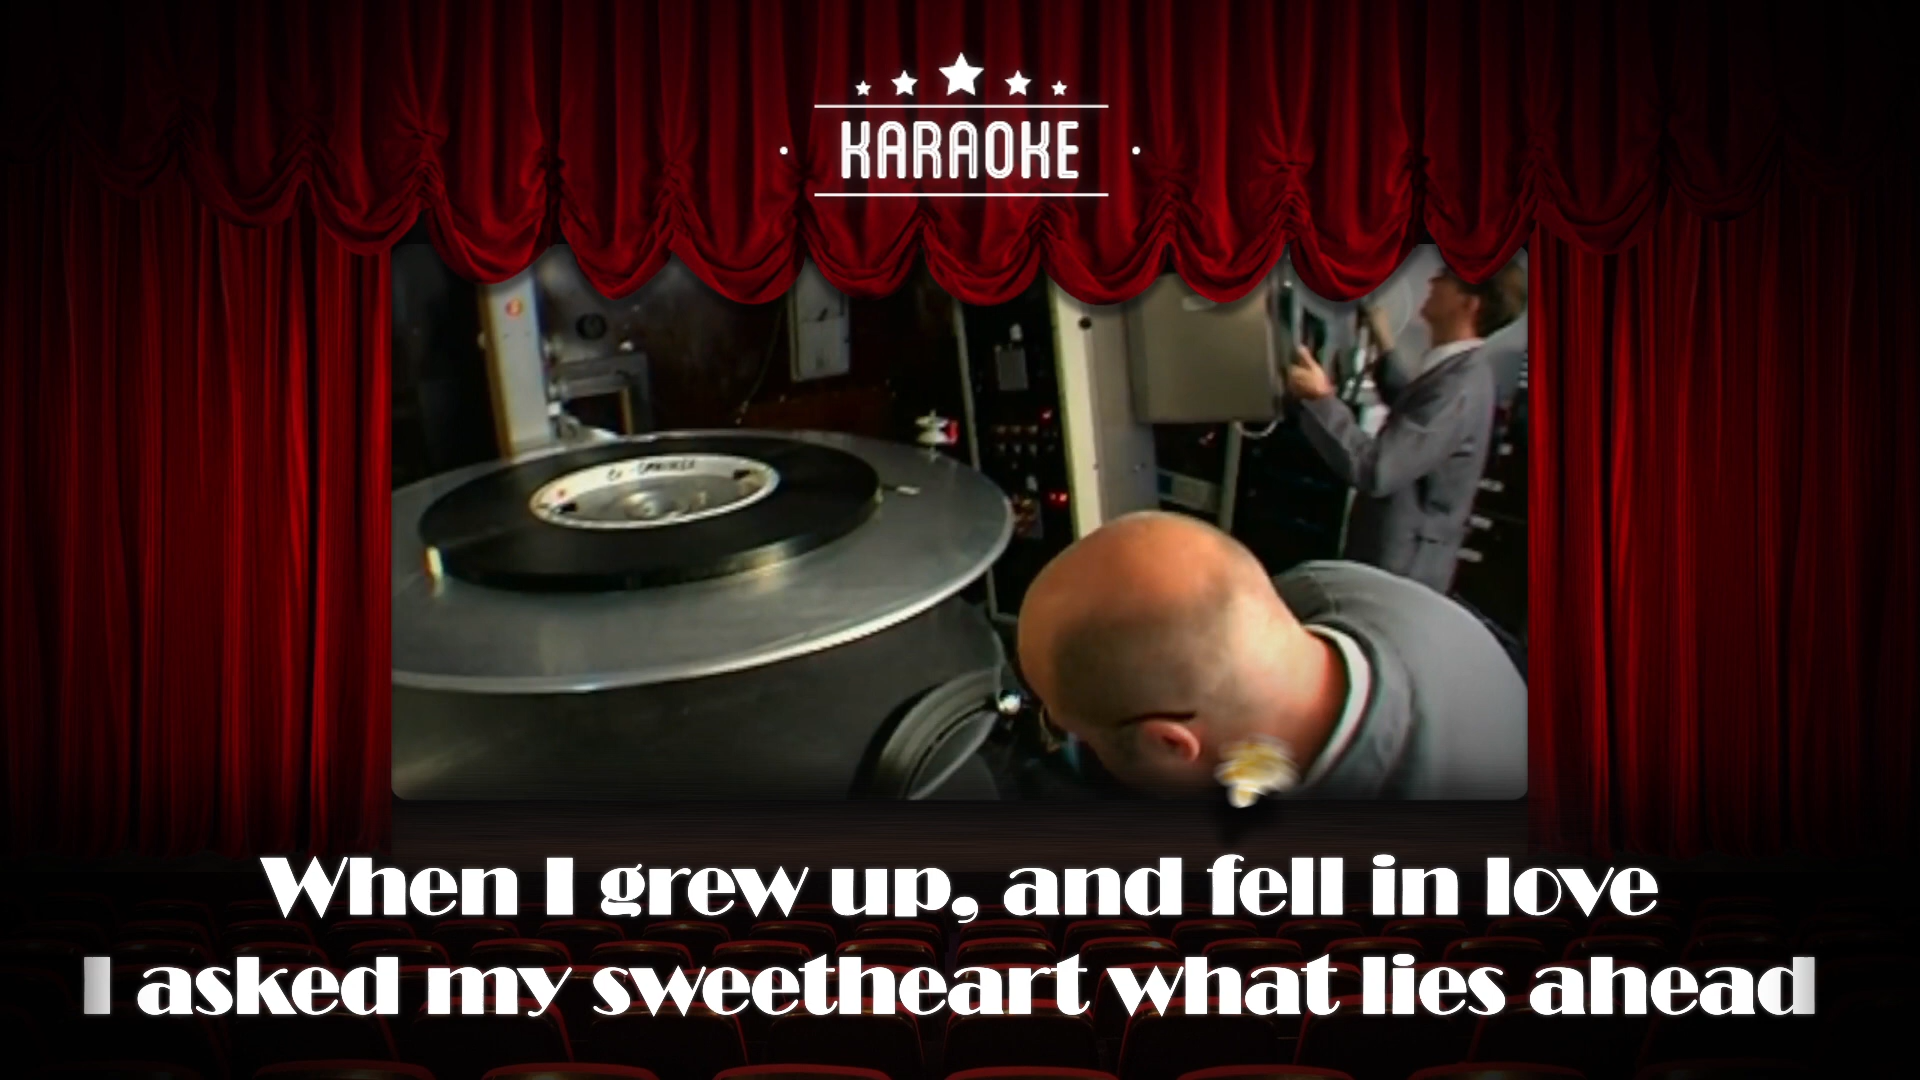 KARAOKE
When I grew up, and fell in love
I asked my sweetheart what lies ahead